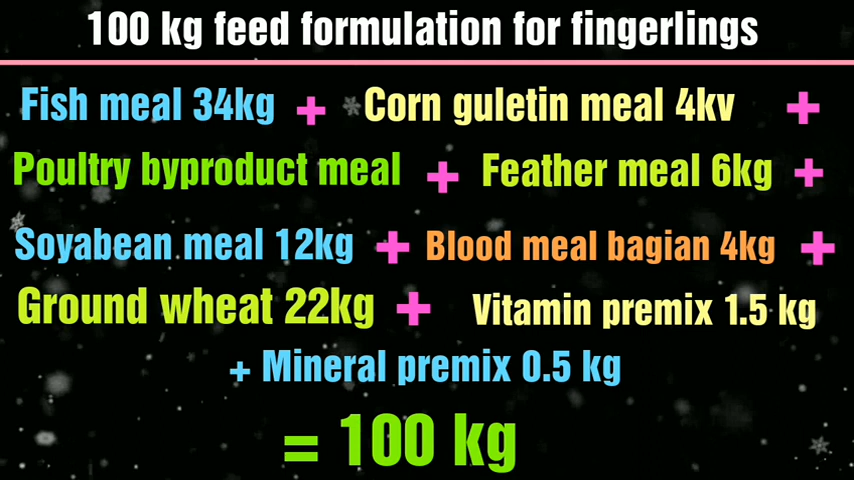 100 kg feed formulation for fingerlings
Fish meal 34kg + Corn guletin meal 4kv +
Poultry byproduct meal + Feather meal 6kg +
Soyabean meal 12kg + Blood meal bagian 4kg +
Ground wheat 22kg + Vitamin premix 1.5 kg
+ Mineral premix 0.5 kg
= 100 kg